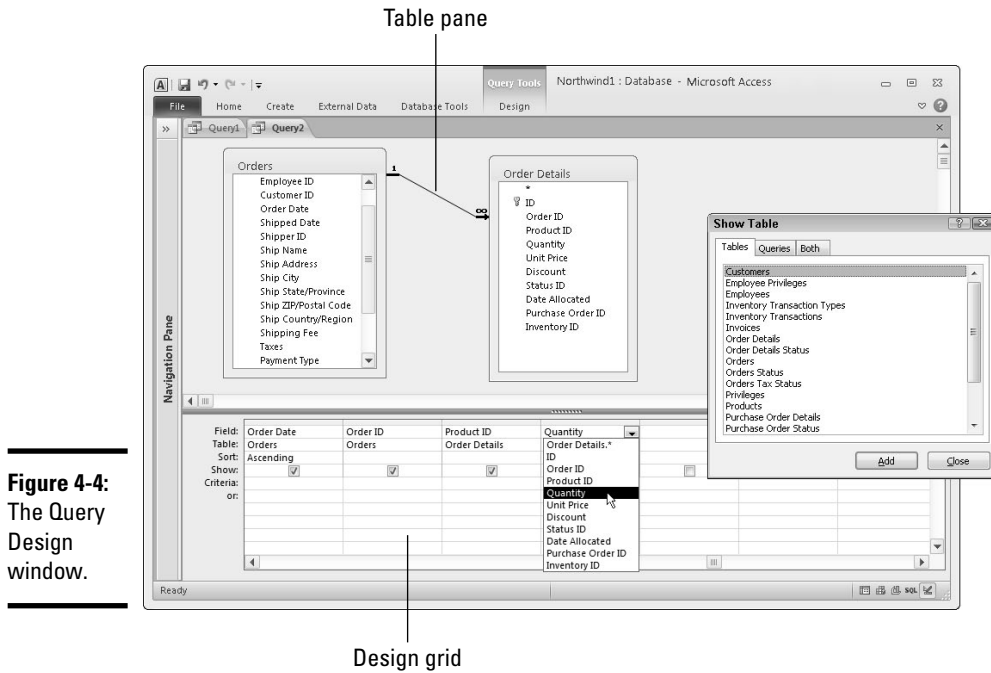 Table pane
Query Tools
Northwind1 : Database - Microsoft Access
File Home Create External Data Database Tools Design
Query1 Query2
Navigation Pane
Orders
Employee ID
Customer ID
Order Date
Shipped Date
Shipper ID
Ship Name
Ship Address
Ship City
Ship State/Province
Ship ZIP/Postal Code
Ship Country/Region
Shipping Fee
Taxes
Payment Type
1
∞
Order Details
*
ID
Order ID
Product ID
Quantity
Unit Price
Discount
Status ID
Date Allocated
Purchase Order ID
Inventory ID
Show Table
Tables Queries Both
Customers
Employee Privileges
Employees
Inventory Transaction Types
Inventory Transactions
Invoices
Order Details
Order Details Status
Orders
Orders Status
Orders Tax Status
Privileges
Products
Purchase Order Details
Purchase Order Status
Add Close
Field: Order Date Order ID Product ID Quantity
Table: Orders Orders Order Details
Sort: Ascending
Show:
Criteria:
or:
Order Details.*
ID
Order ID
Product ID
Quantity
Unit Price
Discount
Status ID
Date Allocated
Purchase Order ID
Inventory ID
Ready
SQL
Figure 4-4:
The Query
Design
window.
Design grid